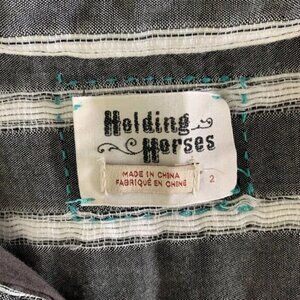 Holding
Horses
MADE IN CHINA
FABRIQUÉ EN CHINE
2